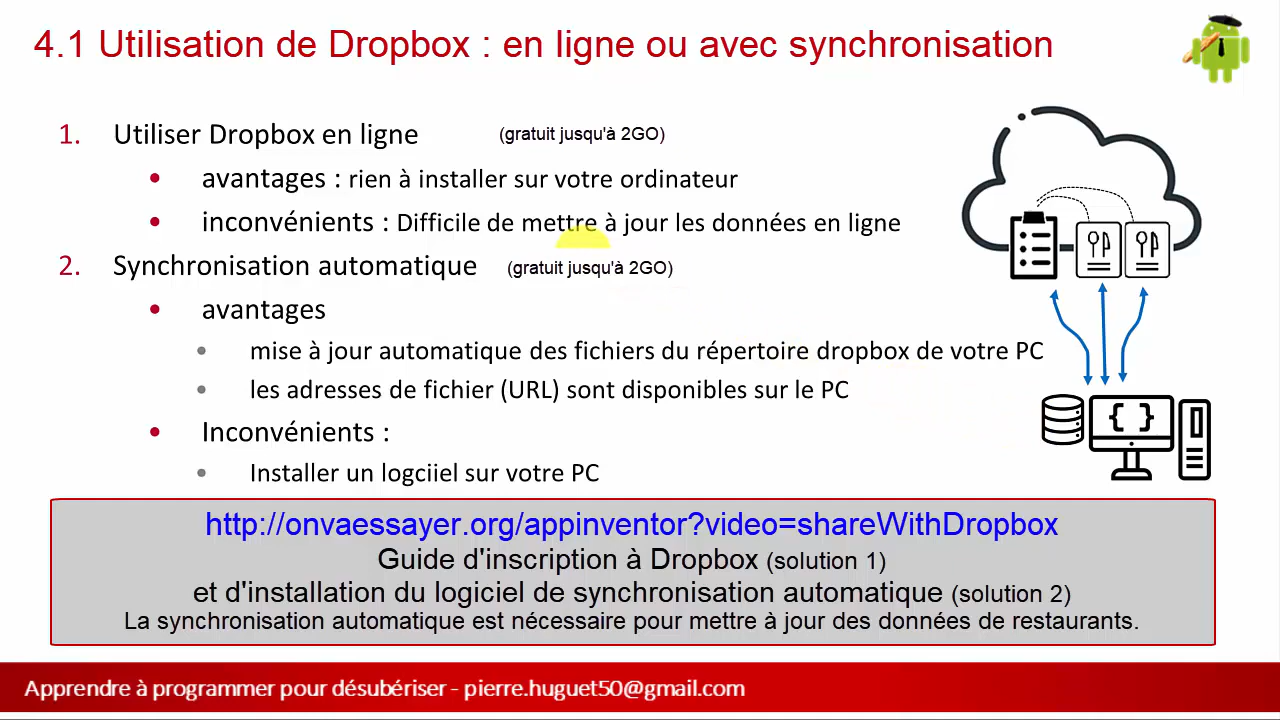 4.1 Utilisation de Dropbox : en ligne ou avec synchronisation
1. Utiliser Dropbox en ligne (gratuit jusqu'à 2GO)
• avantages : rien à installer sur votre ordinateur
• inconvénients : Difficile de mettre à jour les données en ligne
2. Synchronisation automatique (gratuit jusqu'à 2GO)
• avantages
• mise à jour automatique des fichiers du répertoire dropbox de votre PC
• les adresses de fichier (URL) sont disponibles sur le PC
• Inconvénients :
• Installer un logciiel sur votre PC
{ }
http://onvaessayer.org/appinventor?video=shareWithDropbox
Guide d'inscription à Dropbox (solution 1)
et d'installation du logiciel de synchronisation automatique (solution 2)
La synchronisation automatique est nécessaire pour mettre à jour des données de restaurants.
Apprendre à programmer pour désubériser - pierre.huguet50@gmail.com